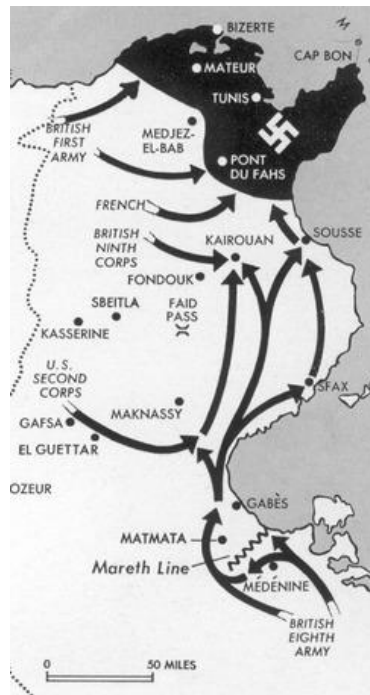 BIZERTE
CAP BON
MATEUR
TUNIS
BRITISH
FIRST
ARMY
MEDJEZ-
EL-BAB
PONT
DU FAHS
FRENCH
BRITISH
NINTH
CORPS
KAIROUAN
SOUSSE
FONDOUK
SBEITLA
FAID
PASS
KASSERINE
U.S.
SECOND
CORPS
SFAX
MAKNASSY
GAFSA
EL GUETTAR
OZEUR
GABÈS
MATMATA
Mareth Line
MÉDÉNINE
BRITISH
EIGHTH
ARMY
0 50 MILES